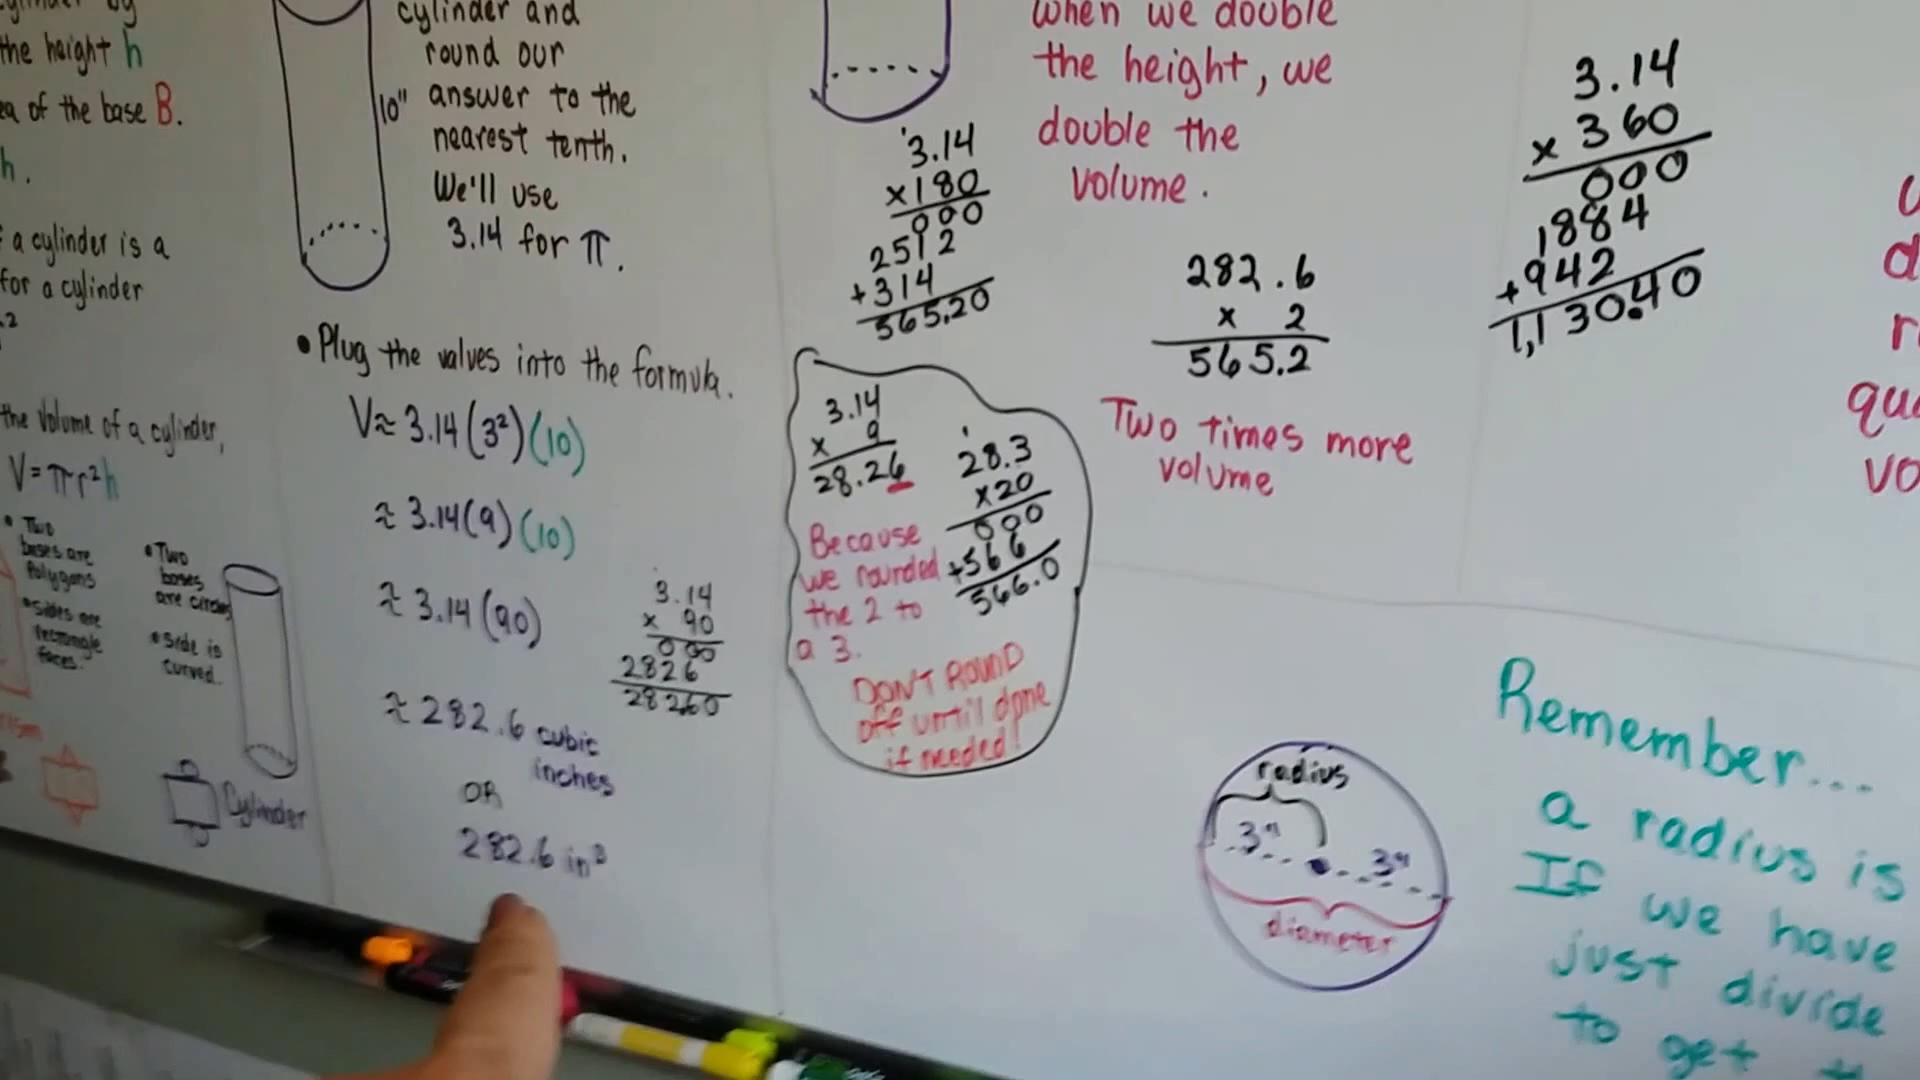 the height h
of the base B.
h.
a cylinder is a
for a cylinder
the volume of a cylinder,
V = πr²h
• Two
bases are
Polygons
• Sides are
rectangle
faces.
• Two
bases
are circles
• Side is
curved.
Cylinder
cylinder and
round our
10" answer to the
nearest tenth.
We'll use
3.14 for π.
• Plug the values into the formula.
V≈ 3.14(3²)(10)
≈ 3.14(9)(10)
≈ 3.14(90)
3.14
x 90
000
2826
28260
≈ 282.6 cubic
inches
OR
282.6 in³
3.14
x180
000
2512
+314
565.20
3.14
x 9
28.26
28.3
x20
000
+566
566.0
Because
we rounded
the 2 to
a 3.
DON'T ROUND
off until done
if needed!
when we double
the height, we
double the
volume.
282.6
x 2
565.2
Two times more
volume
3.14
x 360
000
1884
+942
1,130.40
radius
3"
3"
diameter
Remember...
a radius is
If we have
just divide
to get